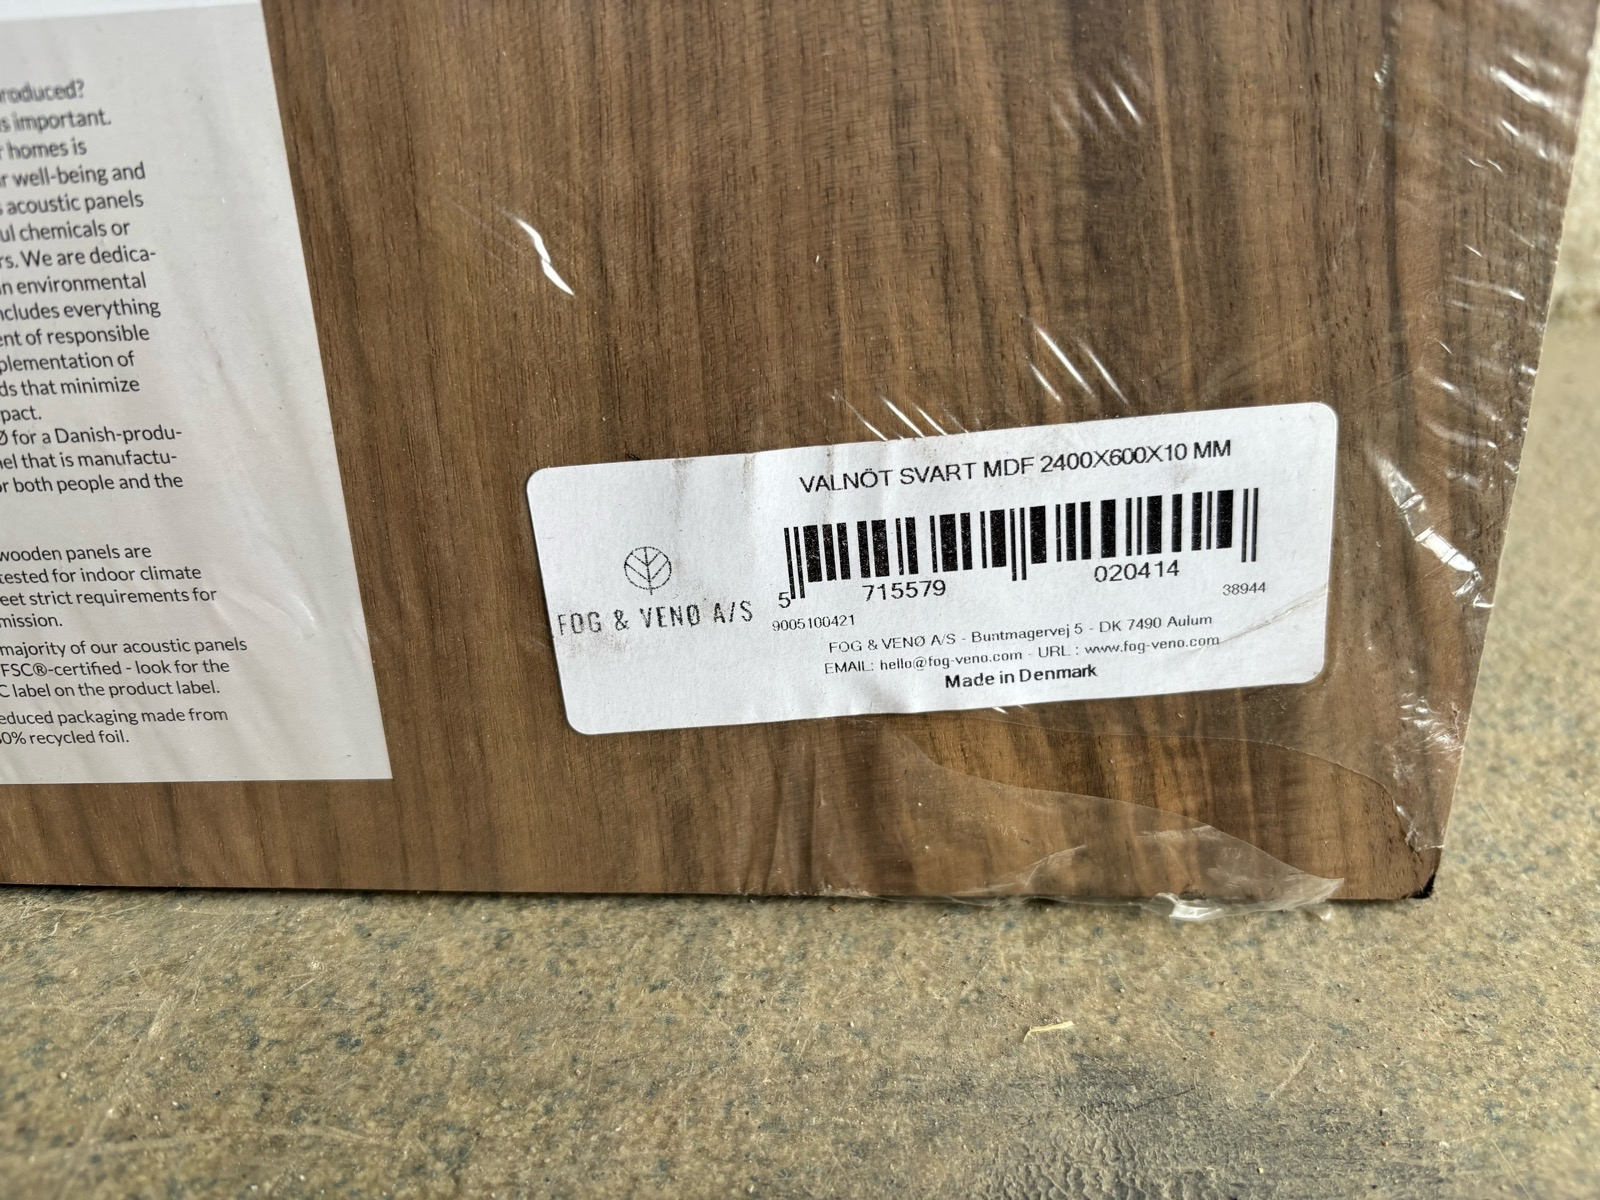 roduced?
s important.
r homes is
r well-being and
s acoustic panels
ul chemicals or
rs. We are dedica-
n environmental
ncludes everything
ent of responsible
plementation of
ds that minimize
pact.
Ø for a Danish-produ-
nel that is manufactu-
or both people and the
wooden panels are
tested for indoor climate
eet strict requirements for
mission.
majority of our acoustic panels
FSC®-certified - look for the
C label on the product label.
educed packaging made from
50% recycled foil.
VALNÖT SVART MDF 2400X600X10 MM
5 715579 020414
38944
9005100421
FOG & VENØ A/S
FOG & VENØ A/S - Buntmagervej 5 - DK 7490 Aulum
EMAIL: hello@fog-veno.com - URL : www.fog-veno.com
Made in Denmark